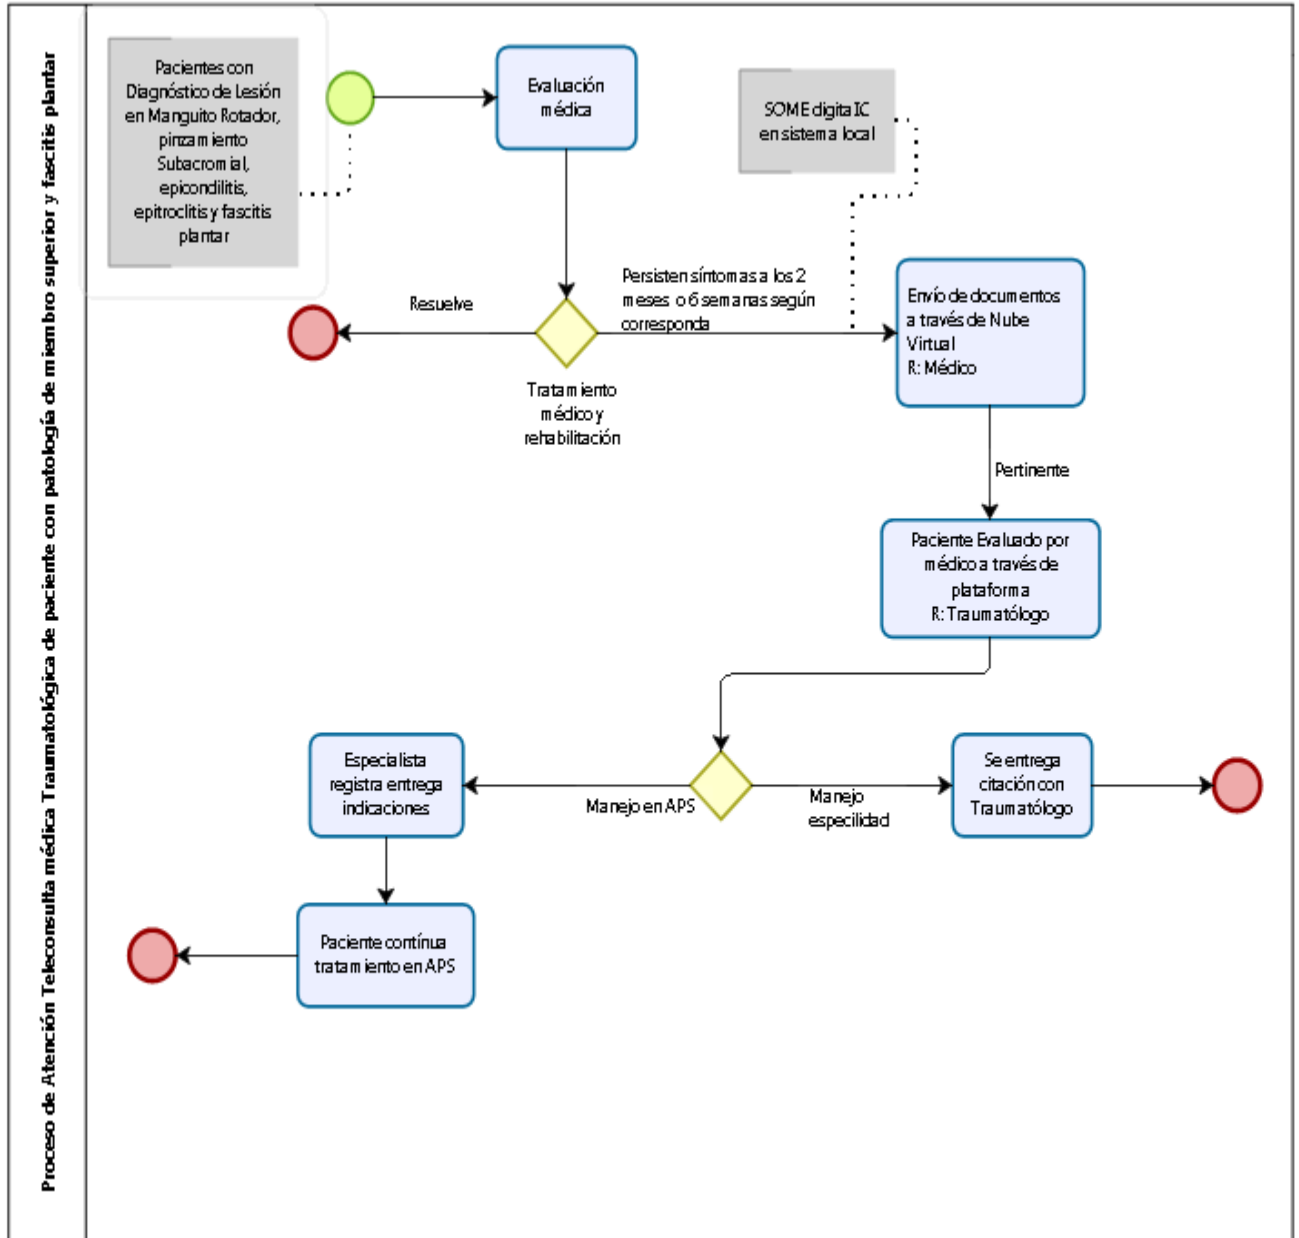 Proceso de Atención Teleconsulta médica Traumatológica de paciente con patología de miembro superior y fascitis plantar
Pacientes con
Diagnóstico de Lesión
en Manguito Rotador,
pinzamiento
Subacromial,
epicondilitis,
epitroclitis y fascitis
plantar
Evaluación
médica
SOME digita IC
en sistema local
Resuelve
Persisten síntomas a los 2
meses o 6 semanas según
corresponda
Tratamiento
médico y
rehabilitación
Envío de documentos
a través de Nube
Virtual
R: Médico
Pertinente
Paciente Evaluado por
médico a través de
plataforma
R: Traumatólogo
Especialista
registra entrega
indicaciones
Manejo en APS
Manejo
especilidad
Se entrega
citación con
Traumatólogo
Paciente contínua
tratamiento en APS